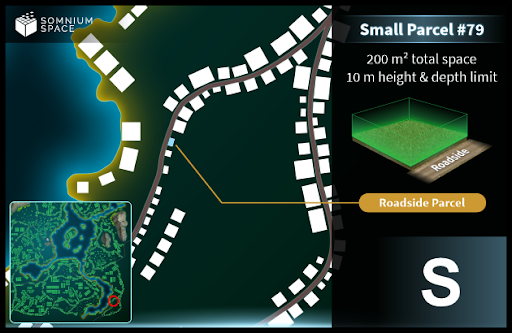 SOMNIUM
SPACE
Small Parcel #79
200 m² total space
10 m height & depth limit
Roadside
Roadside Parcel
S